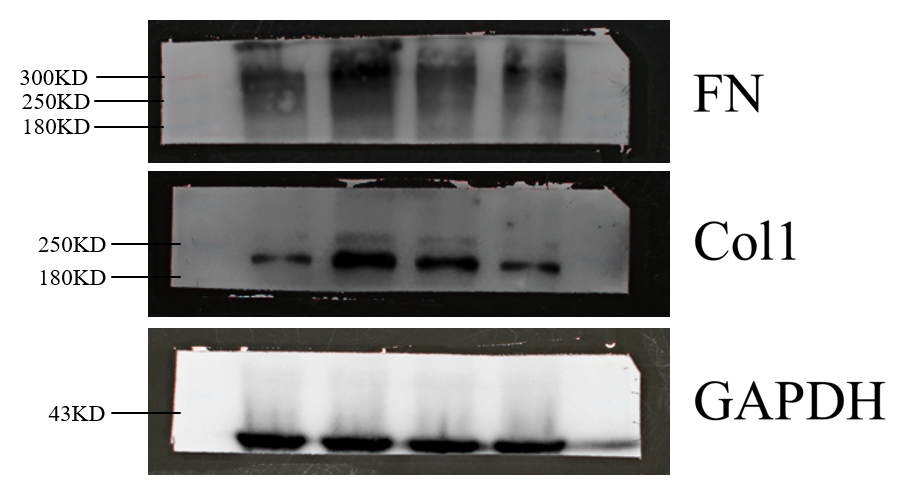 300KD
250KD
180KD
FN
250KD
180KD
Col1
43KD
GAPDH